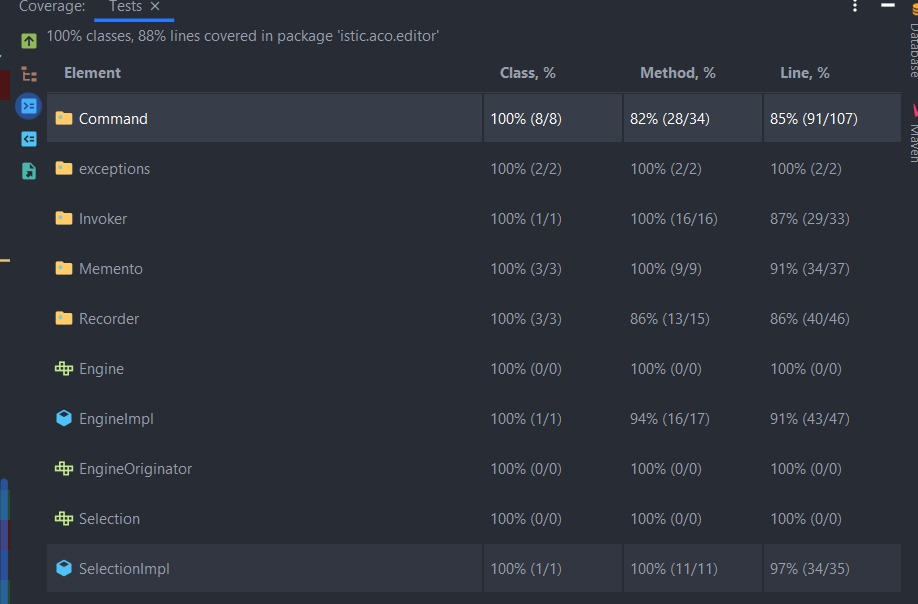 Coverage: Tests ×
100% classes, 88% lines covered in package 'istic.aco.editor'
Element Class, % Method, % Line, %
Command 100% (8/8) 82% (28/34) 85% (91/107)
exceptions 100% (2/2) 100% (2/2) 100% (2/2)
Invoker 100% (1/1) 100% (16/16) 87% (29/33)
Memento 100% (3/3) 100% (9/9) 91% (34/37)
Recorder 100% (3/3) 86% (13/15) 86% (40/46)
Engine 100% (0/0) 100% (0/0) 100% (0/0)
EngineImpl 100% (1/1) 94% (16/17) 91% (43/47)
EngineOriginator 100% (0/0) 100% (0/0) 100% (0/0)
Selection 100% (0/0) 100% (0/0) 100% (0/0)
SelectionImpl 100% (1/1) 100% (11/11) 97% (34/35)
Database
Maven